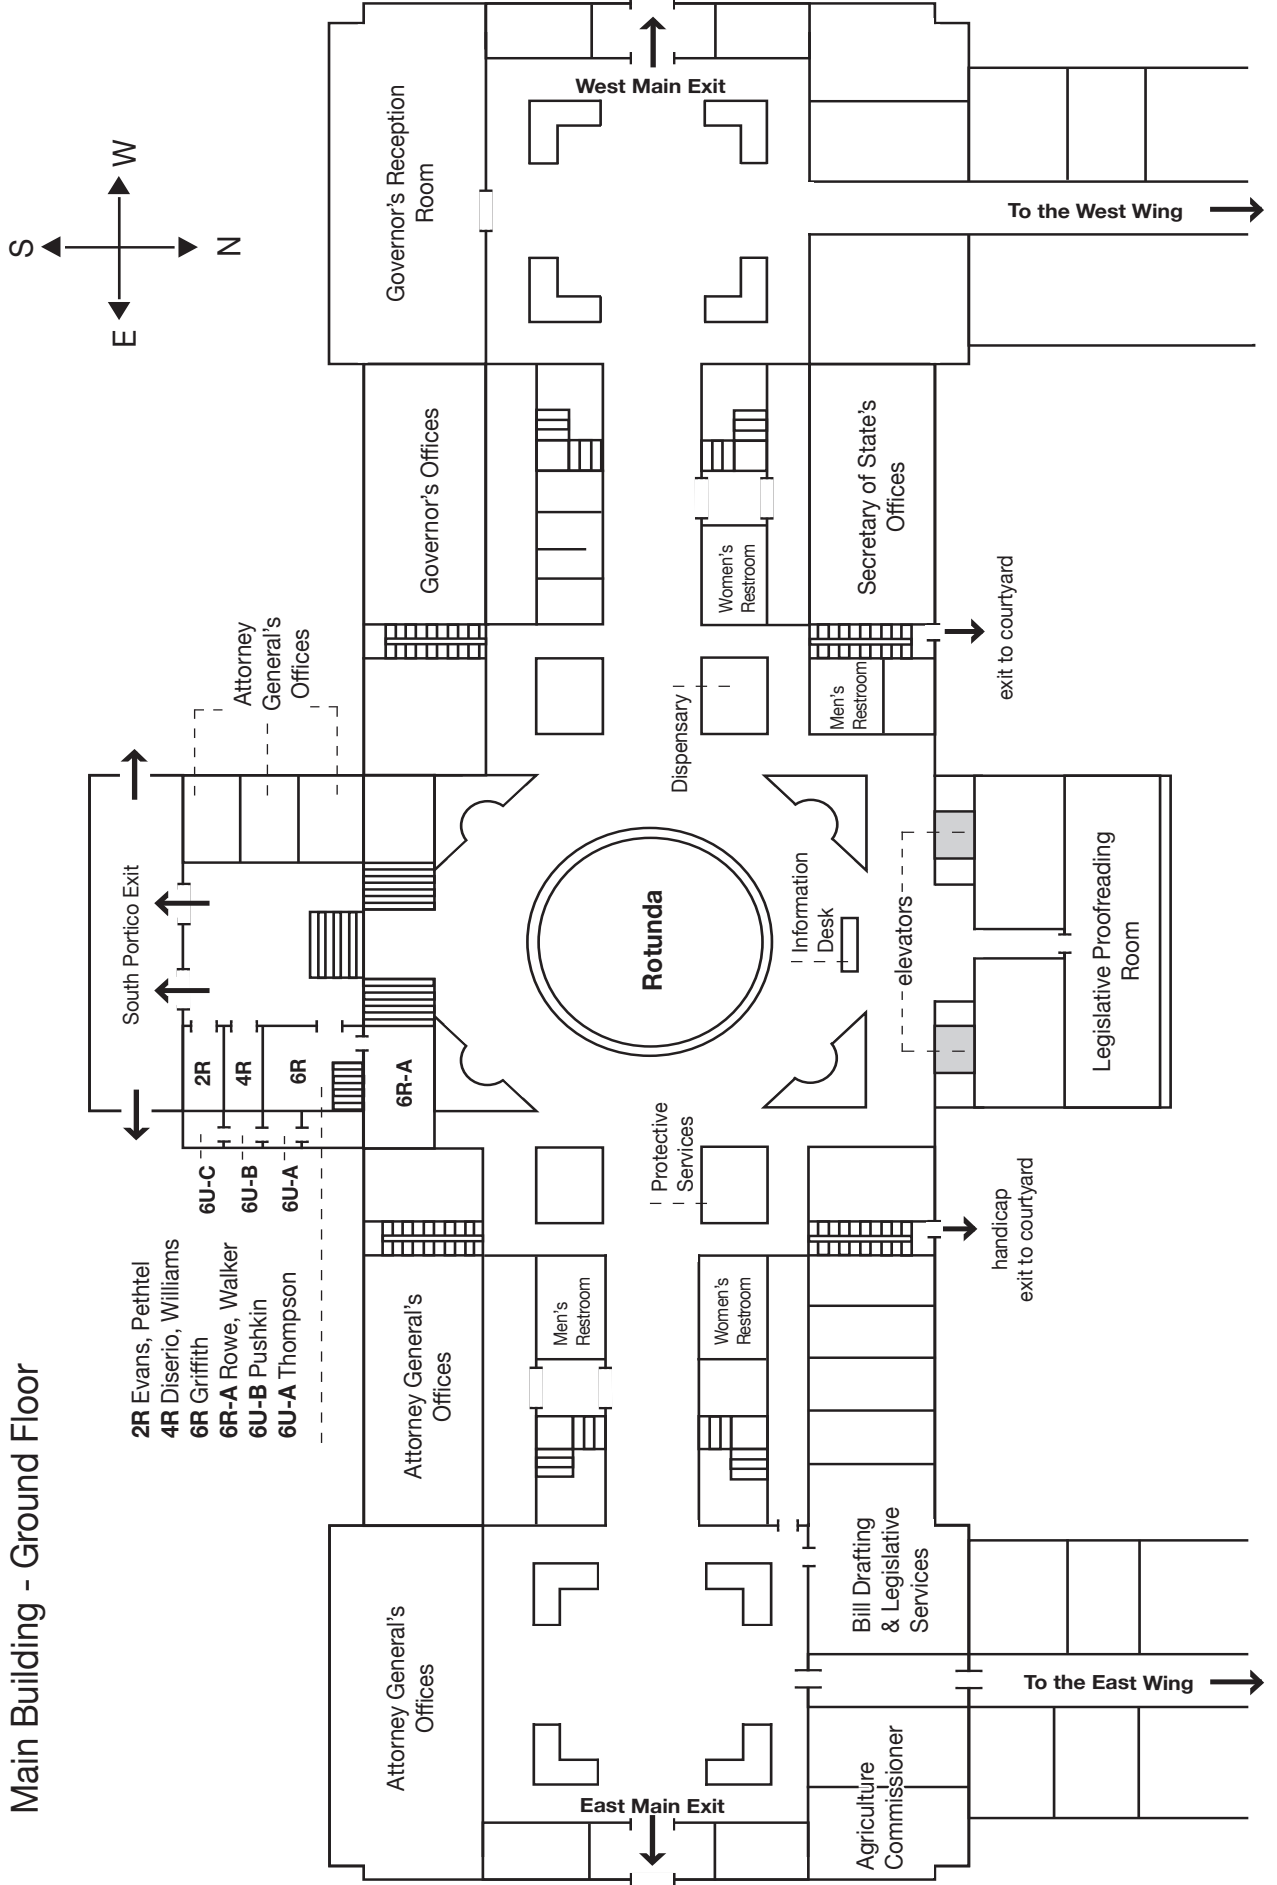 Main Building - Ground Floor
2R Evans, Pethtel
4R Diserio, Williams
6R Griffith
6R-A Rowe, Walker
6U-B Pushkin
6U-A Thompson
S
E
W
N
South Portico Exit
2R
4R
6R
6R-A
6U-C
6U-B
6U-A
Attorney
General's
Offices
Attorney General's
Offices
Attorney General's
Offices
Governor's Offices
Governor's Reception
Room
Men's
Restroom
East Main Exit
Rotunda
West Main Exit
Protective
Services
Dispensary
Women's
Restroom
Women's
Restroom
Information
Desk
Men's
Restroom
Agriculture
Commissioner
Bill Drafting
& Legislative
Services
elevators
Secretary of State's
Offices
handicap
exit to courtyard
exit to courtyard
Legislative Proofreading
Room
To the East Wing
To the West Wing